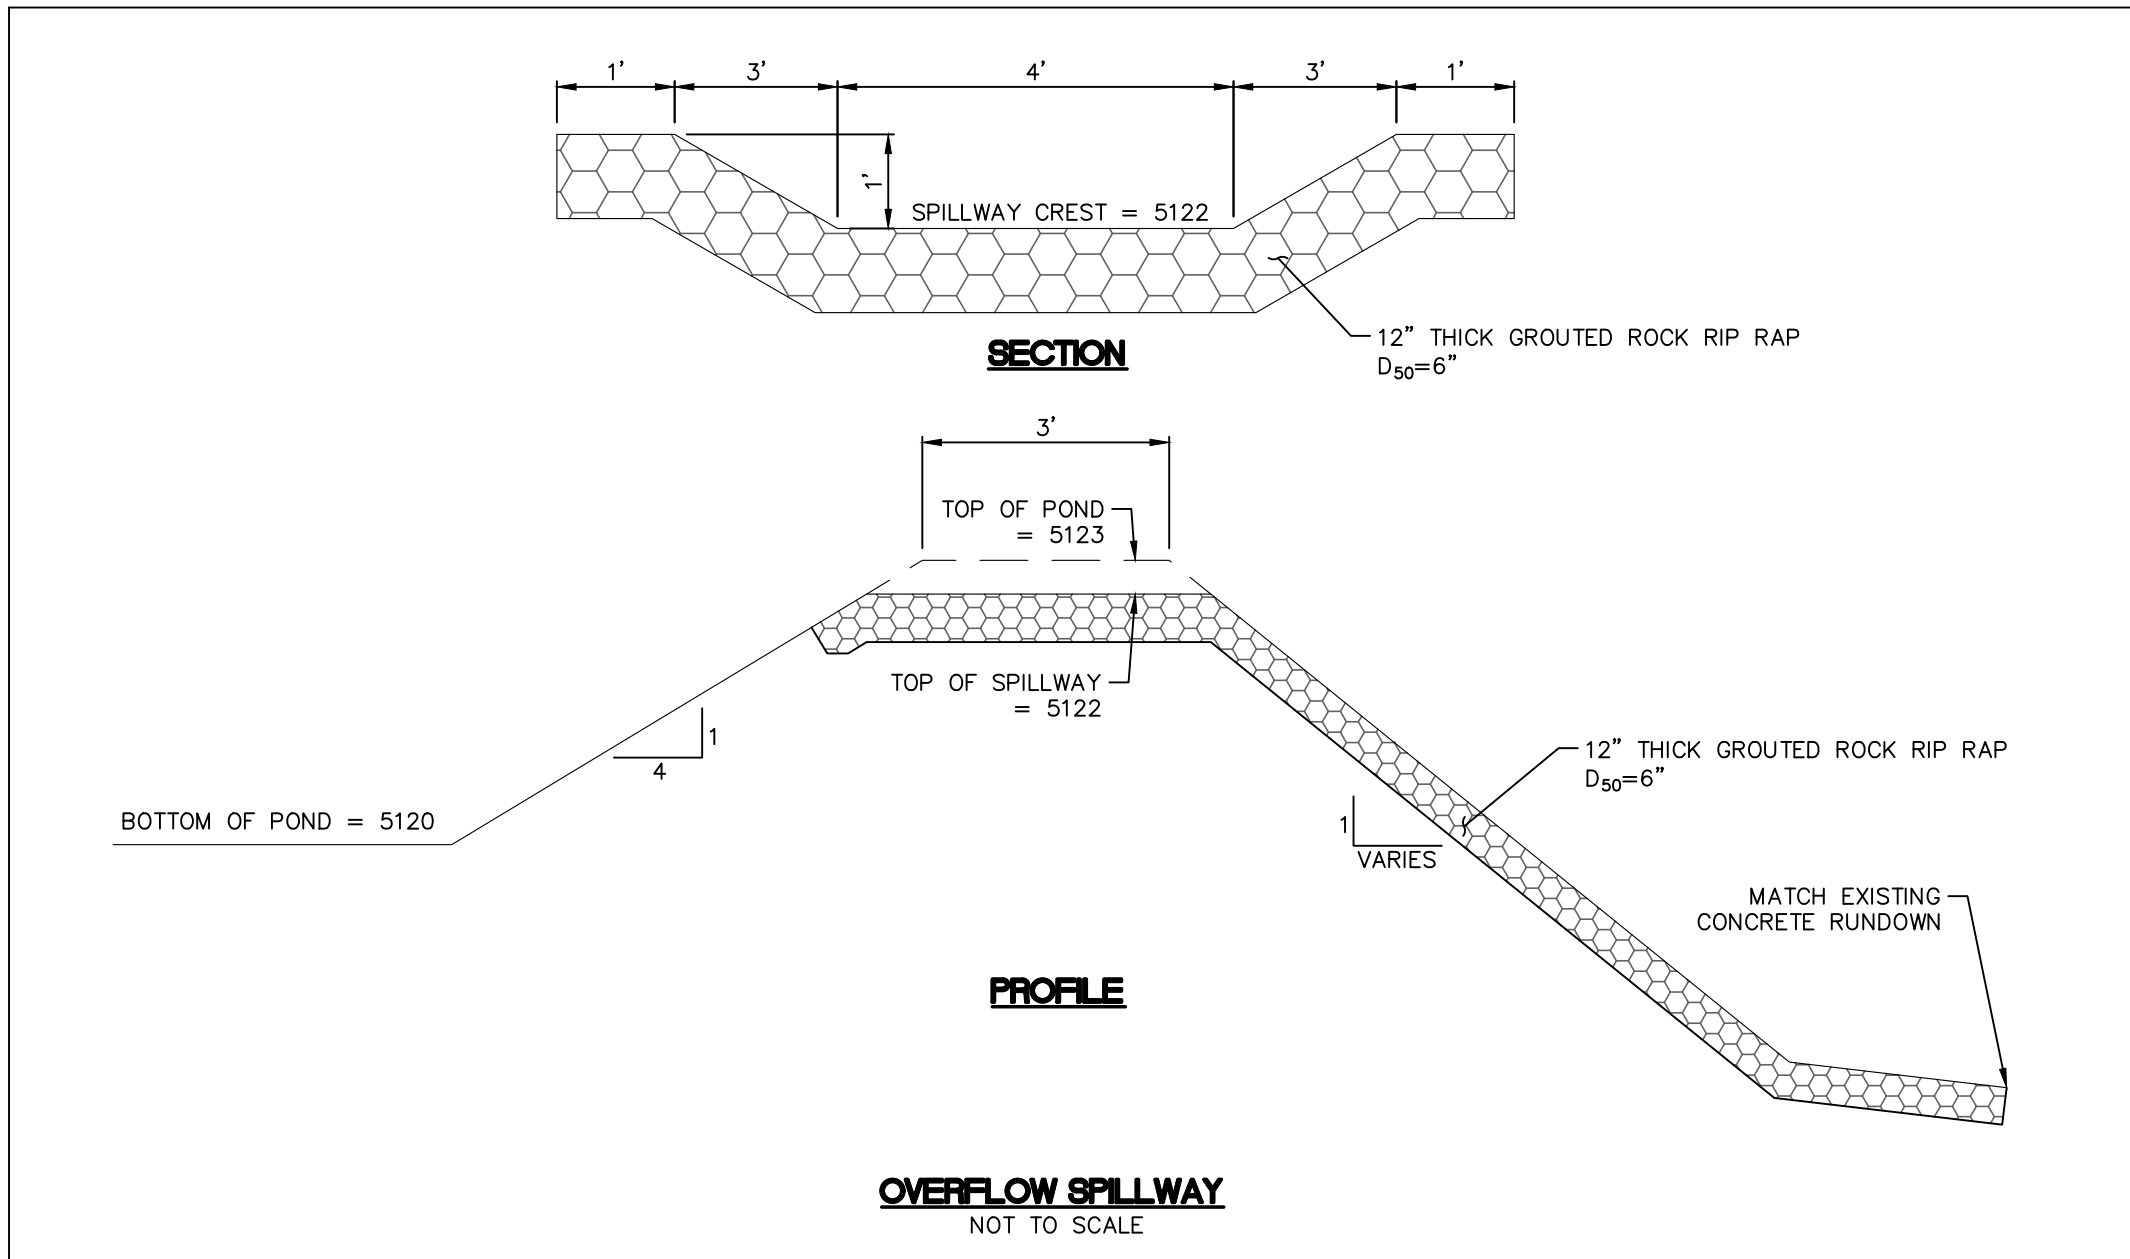 1'
3'
4'
3'
1'
1'
SPILLWAY CREST = 5122
12" THICK GROUTED ROCK RIP RAP
D50=6"
SECTION
3'
TOP OF POND
= 5123
TOP OF SPILLWAY
= 5122
1
4
12" THICK GROUTED ROCK RIP RAP
D50=6"
BOTTOM OF POND = 5120
1
VARIES
MATCH EXISTING
CONCRETE RUNDOWN
PROFILE
OVERFLOW SPILLWAY
NOT TO SCALE